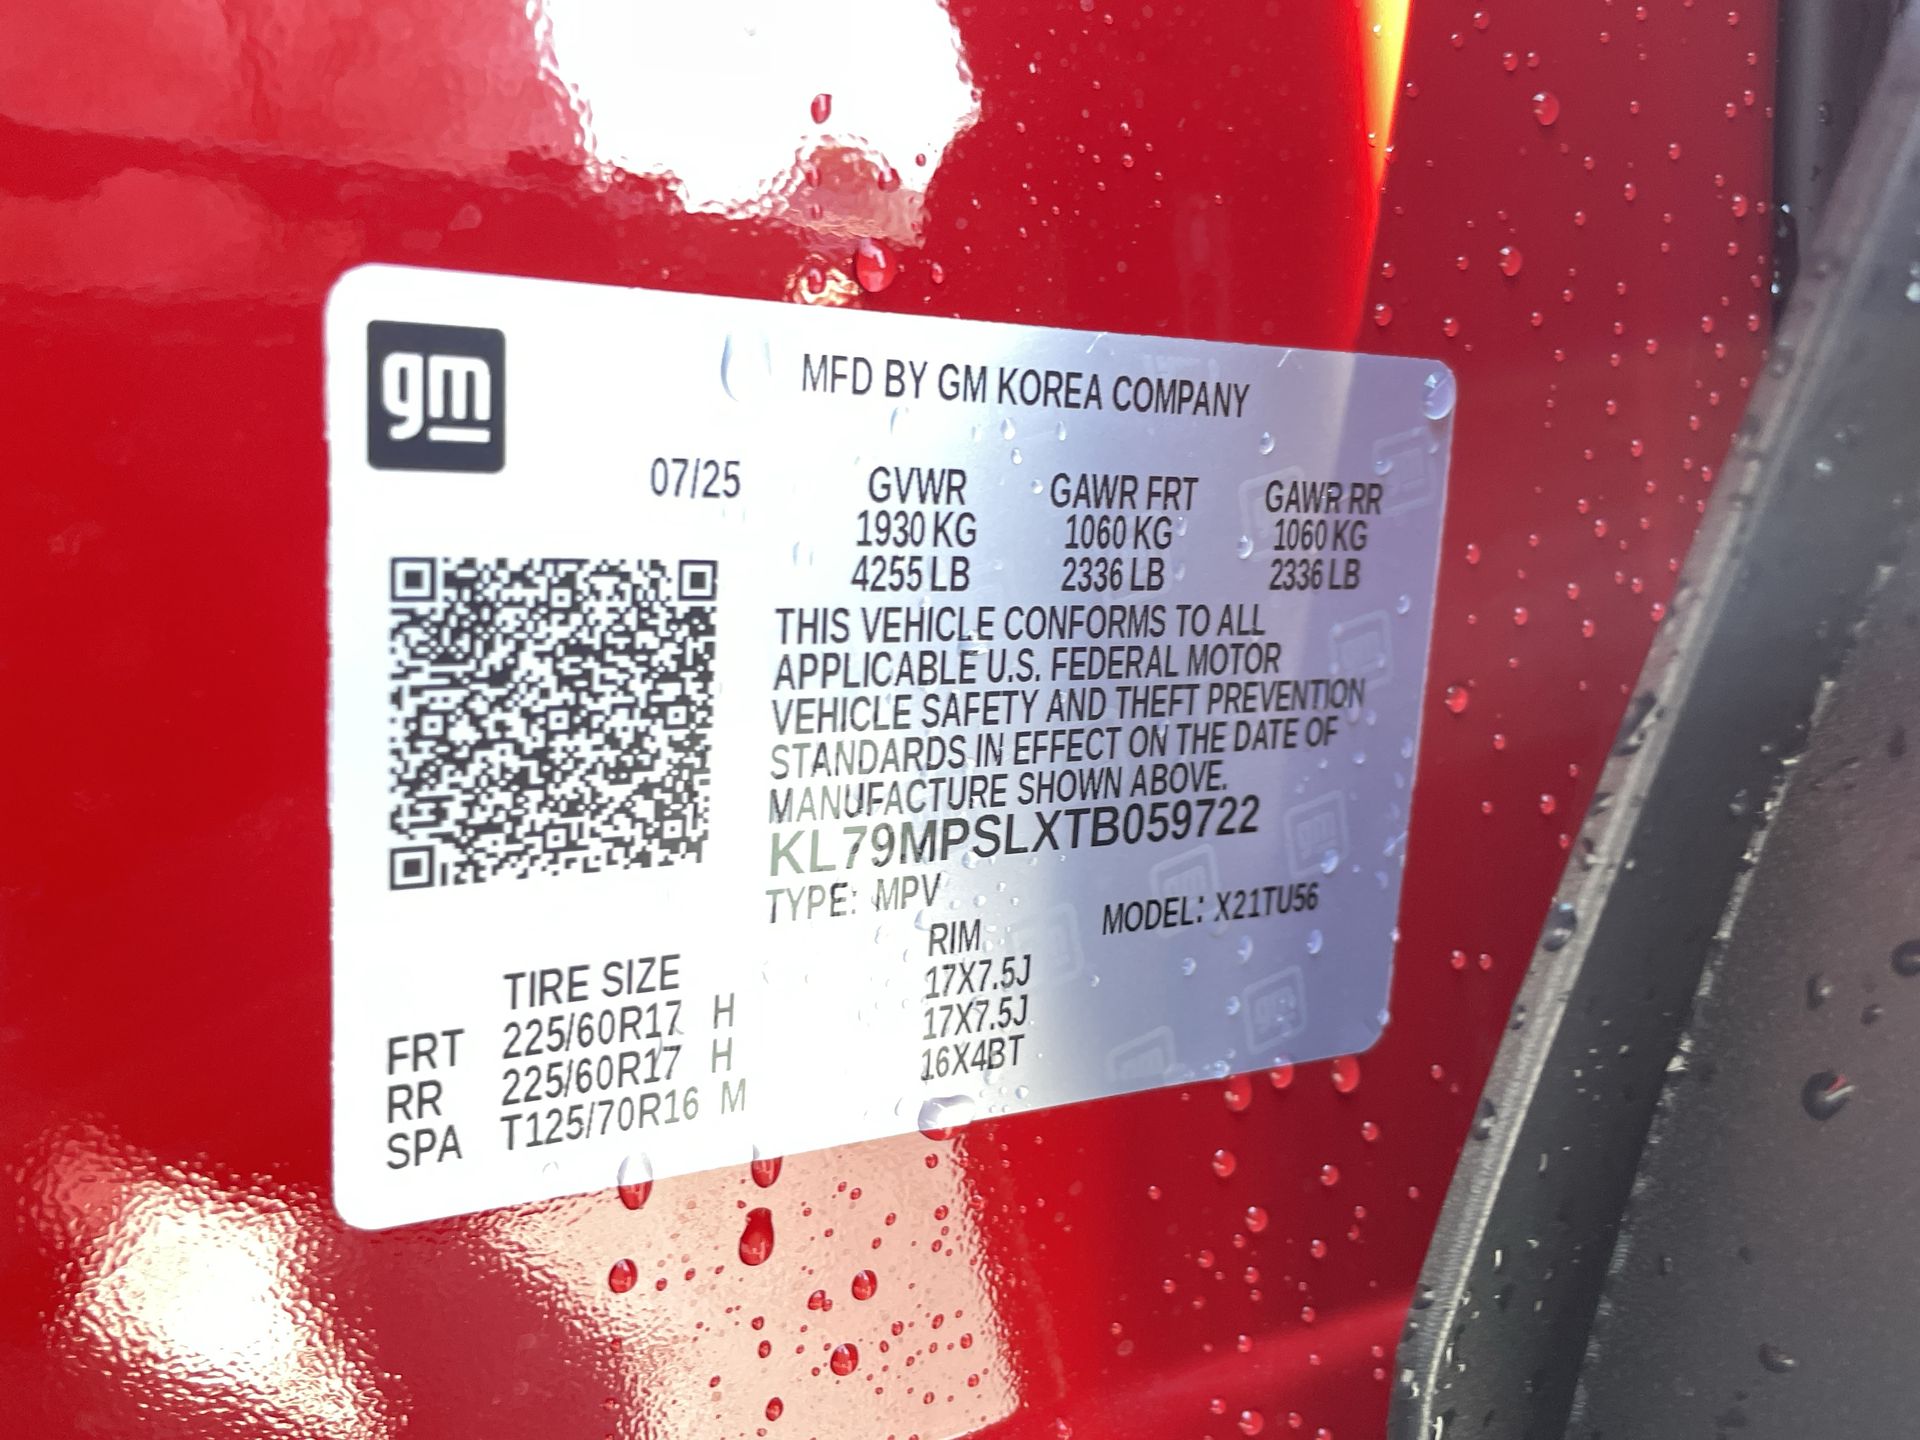 gm
MFD BY GM KOREA COMPANY
07/25
GVWR GAWR FRT GAWR RR
1930 KG 1060 KG 1060 KG
4255 LB 2336 LB 2336 LB
THIS VEHICLE CONFORMS TO ALL
APPLICABLE U.S. FEDERAL MOTOR
VEHICLE SAFETY AND THEFT PREVENTION
STANDARDS IN EFFECT ON THE DATE OF
MANUFACTURE SHOWN ABOVE.
KL79MPSLXTB059722
TYPE: MPV MODEL: X21TU56
TIRE SIZE RIM
FRT 225/60R17 H 17X7.5J
RR 225/60R17 H 17X7.5J
SPA T125/70R16 M 16X4BT